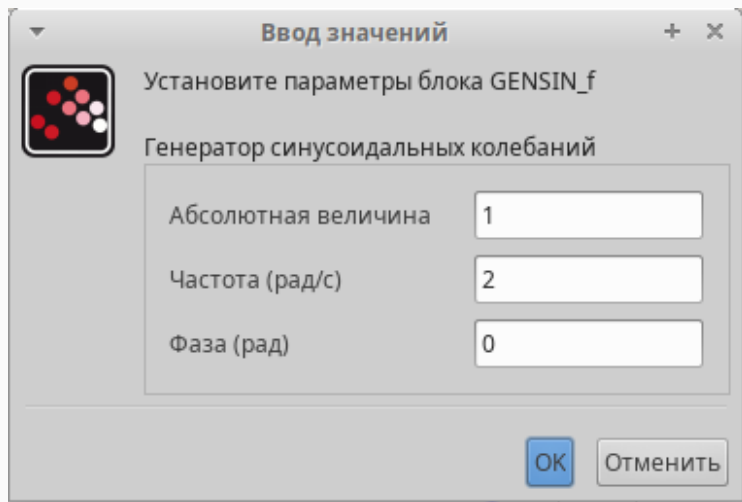 Ввод значений
Установите параметры блока GENSIN_f
Генератор синусоидальных колебаний
Абсолютная величина 1
Частота (рад/с) 2
Фаза (рад) 0
OK Отменить